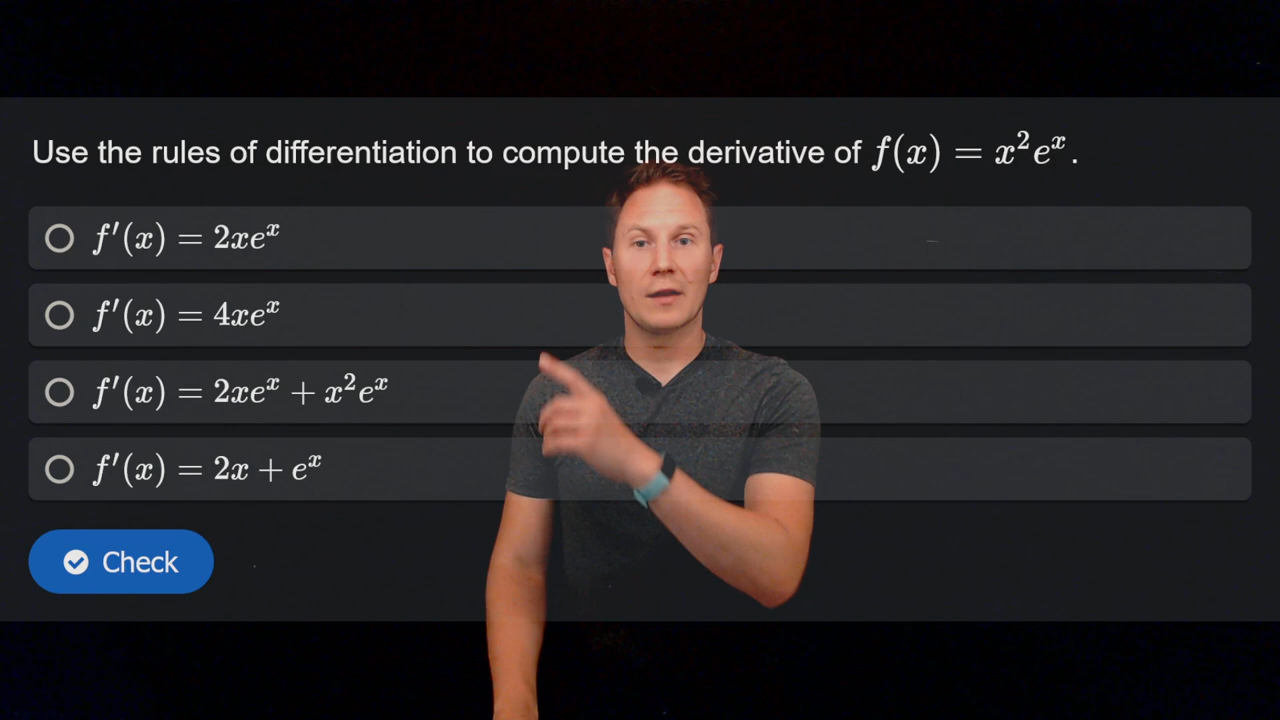 Use the rules of differentiation to compute the derivative of f(x) = x²eˣ.
f′(x) = 2xeˣ
f′(x) = 4xeˣ
f′(x) = 2xeˣ + x²eˣ
f′(x) = 2x + eˣ
Check